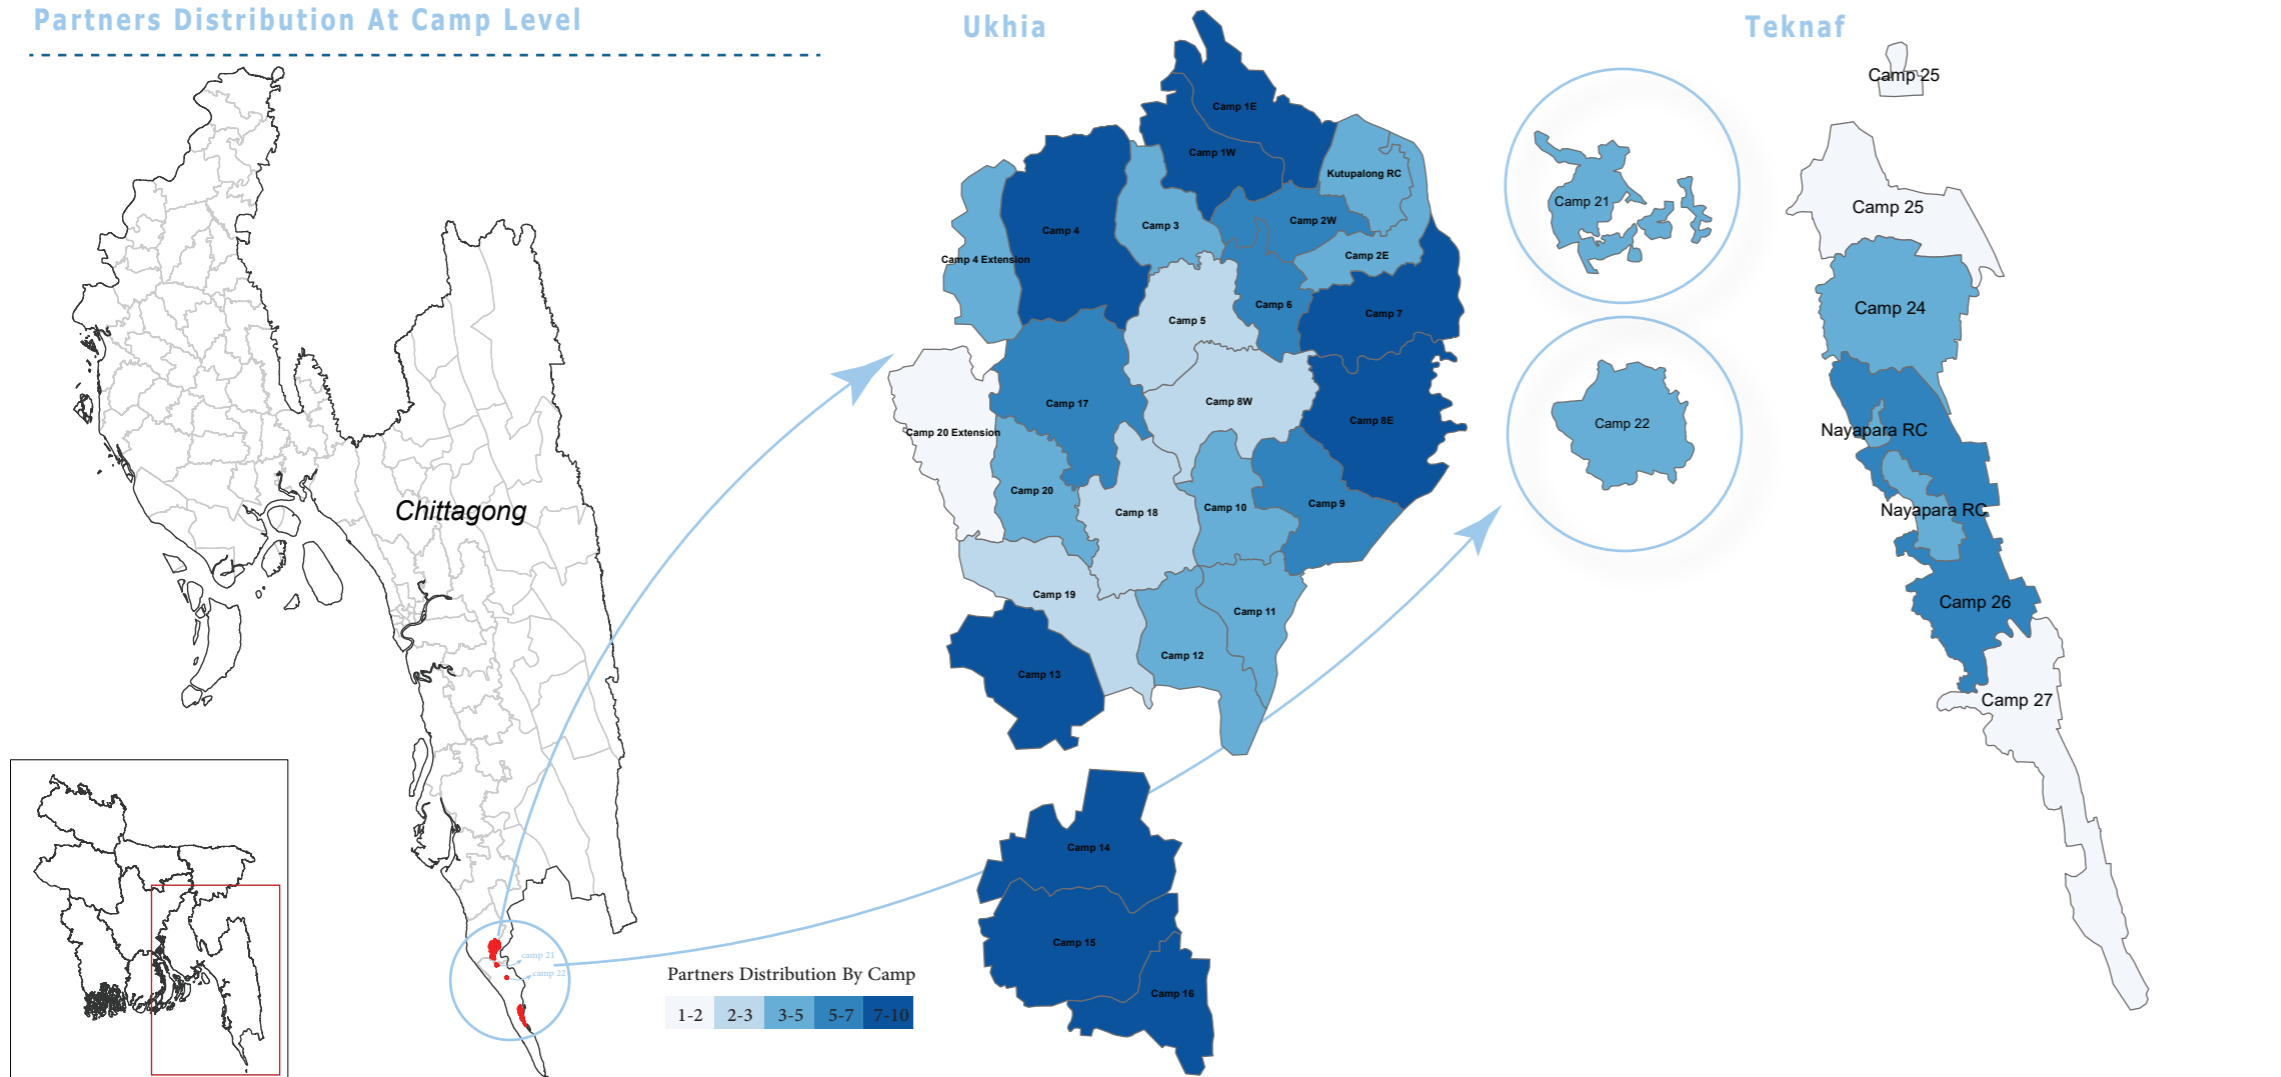 Partners Distribution At Camp Level
Ukhia
Teknaf
Chittagong
camp 21
camp 22
Camp 1E
Camp 1W
Kutupalong RC
Camp 4
Camp 3
Camp 2W
Camp 4 Extension
Camp 2E
Camp 6
Camp 7
Camp 5
Camp 17
Camp 8W
Camp 8E
Camp 20 Extension
Camp 20
Camp 18
Camp 10
Camp 9
Camp 19
Camp 11
Camp 12
Camp 13
Camp 14
Camp 15
Camp 16
Camp 21
Camp 22
Camp 25
Camp 25
Camp 24
Nayapara RC
Nayapara RC
Camp 26
Camp 27
Partners Distribution By Camp
1-2 2-3 3-5 5-7 7-10